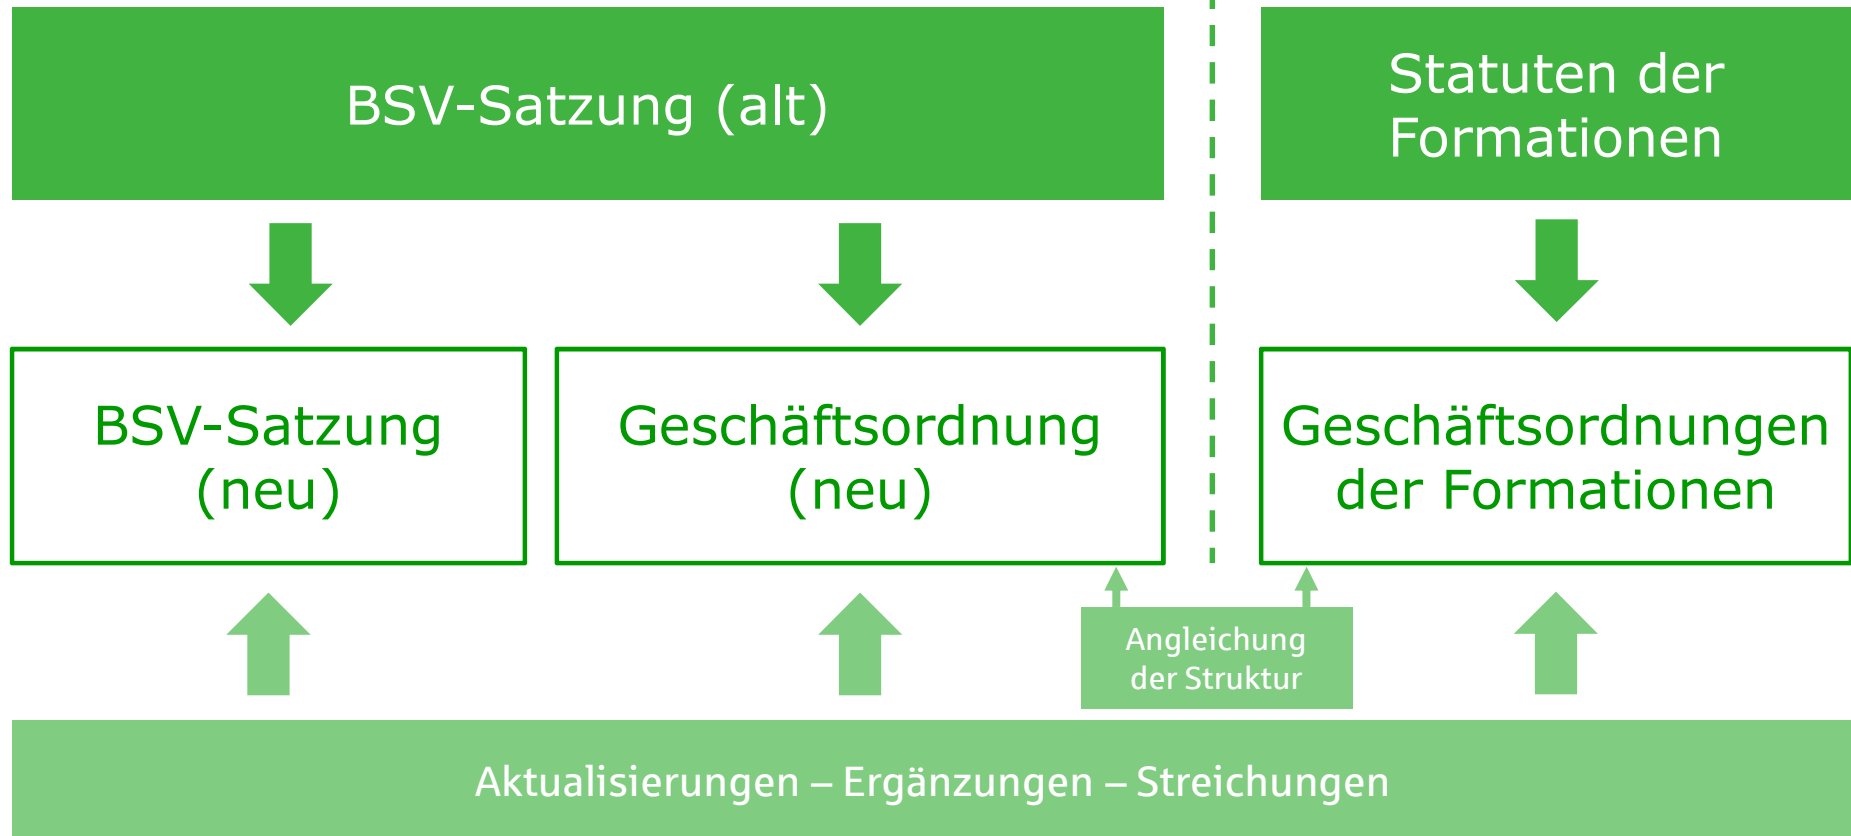 BSV-Satzung (alt)
Statuten der
Formationen
BSV-Satzung
(neu)
Geschäftsordnung
(neu)
Geschäftsordnungen
der Formationen
Angleichung
der Struktur
Aktualisierungen – Ergänzungen – Streichungen